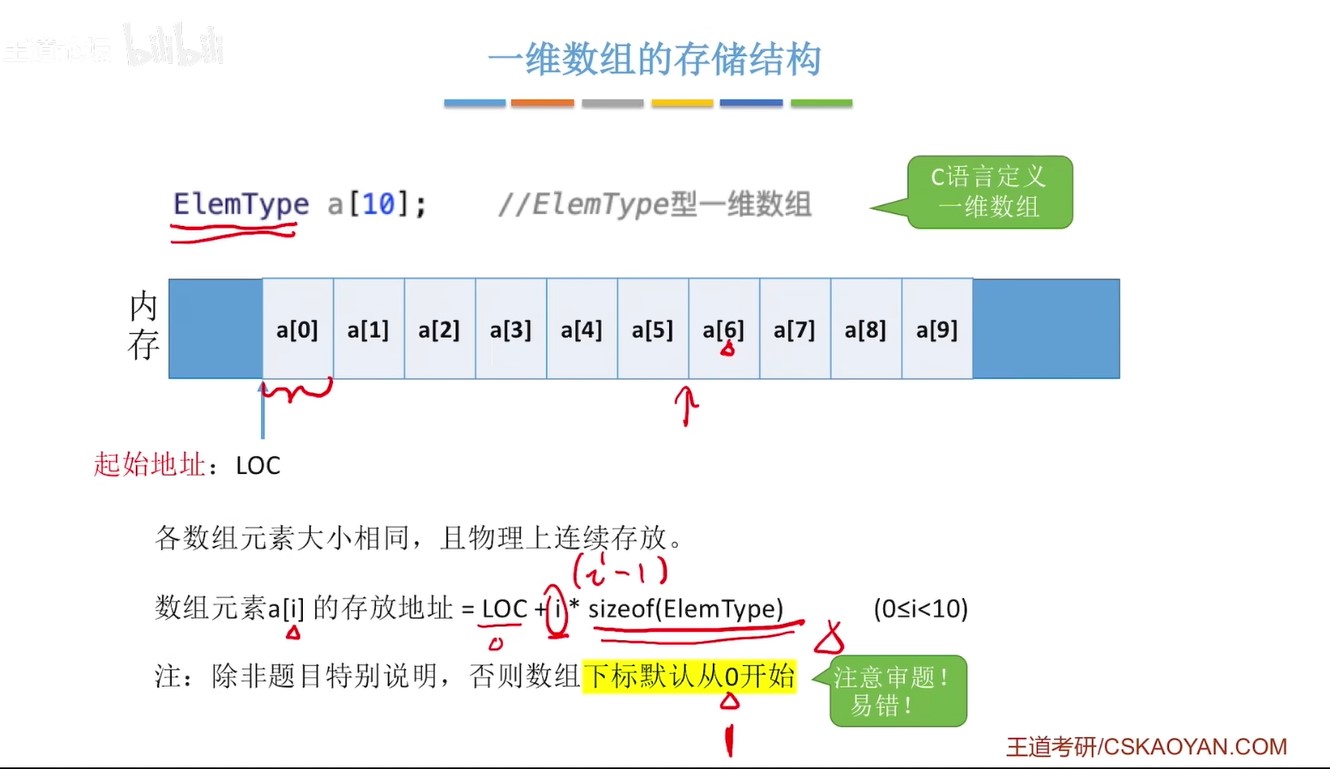 王道论坛 bilibili
一维数组的存储结构
ElemType a[10]; //ElemType型一维数组
C语言定义
一维数组
内存
a[0] a[1] a[2] a[3] a[4] a[5] a[6] a[7] a[8] a[9]
起始地址：LOC
各数组元素大小相同，且物理上连续存放。
(i-1)
数组元素a[i] 的存放地址 = LOC + i * sizeof(ElemType) (0≤i<10)
0
注：除非题目特别说明，否则数组下标默认从0开始
注意审题！
易错！
1
王道考研/CSKAOYAN.COM